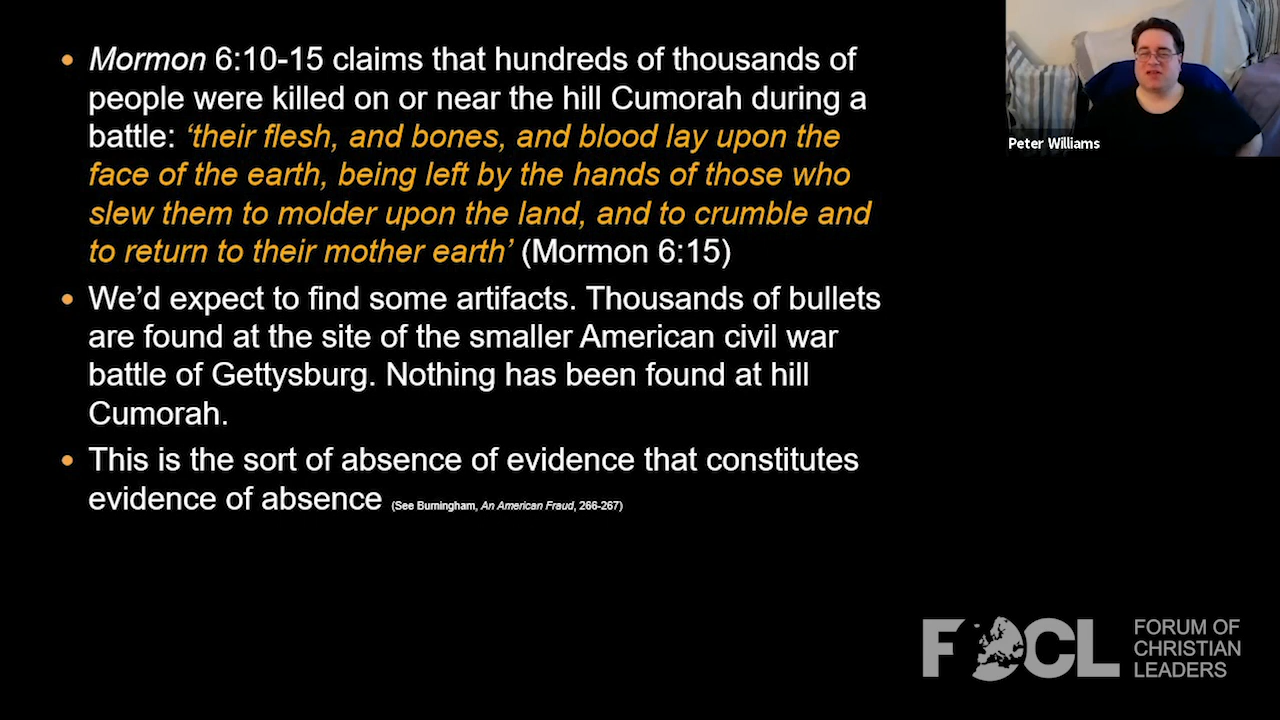 • Mormon 6:10-15 claims that hundreds of thousands of
people were killed on or near the hill Cumorah during a
battle: ‘their flesh, and bones, and blood lay upon the
face of the earth, being left by the hands of those who
slew them to molder upon the land, and to crumble and
to return to their mother earth’ (Mormon 6:15)
• We’d expect to find some artifacts. Thousands of bullets
are found at the site of the smaller American civil war
battle of Gettysburg. Nothing has been found at hill
Cumorah.
• This is the sort of absence of evidence that constitutes
evidence of absence (See Burningham, An American Fraud, 266-267)
Peter Williams
FOCL
FORUM OF
CHRISTIAN
LEADERS